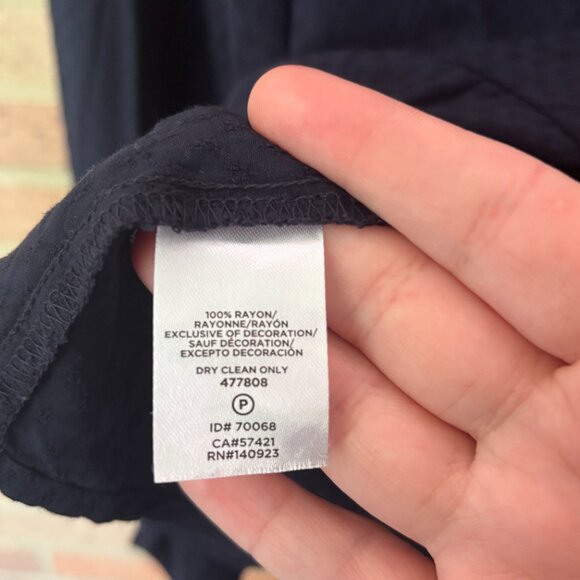 100% RAYON/
RAYONNE/RAYÓN
EXCLUSIVE OF DECORATION/
SAUF DÉCORATION/
EXCEPTO DECORACIÓN
DRY CLEAN ONLY
477808
P
ID# 70068
CA#57421
RN#140923